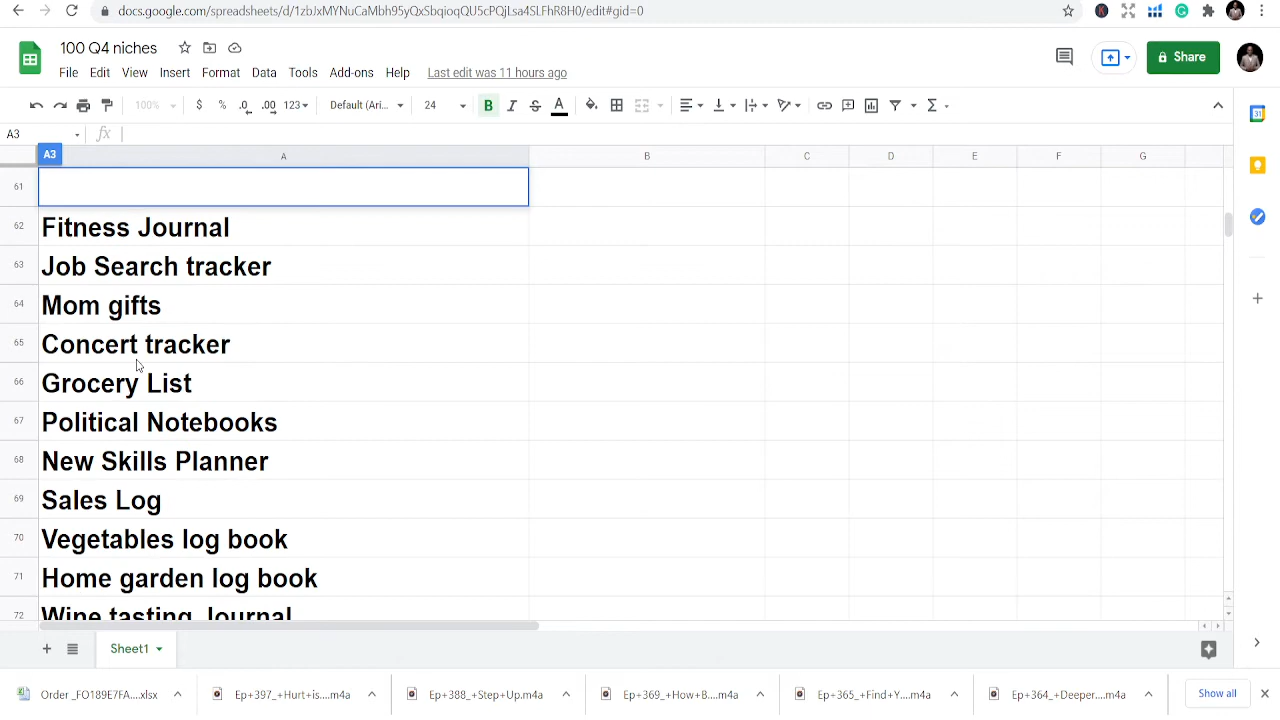 docs.google.com/spreadsheets/d/1zbJxMYNuCaMbh95yQxSbqioqQU5cPQjLsa4SLFhR8H0/edit#gid=0
100 Q4 niches
File Edit View Insert Format Data Tools Add-ons Help Last edit was 11 hours ago
Share
100% $ % .0 .00 123 Default (Ari... 24 B I S A
A3 fx
A3
A B C D E F G
61
62 Fitness Journal
63 Job Search tracker
64 Mom gifts
65 Concert tracker
66 Grocery List
67 Political Notebooks
68 New Skills Planner
69 Sales Log
70 Vegetables log book
71 Home garden log book
72 Wine tasting Journal
Sheet1
Order _FO189E7FA....xlsx Ep+397_+Hurt+is....m4a Ep+388_+Step+Up.m4a Ep+369_+How+B....m4a Ep+365_+Find+Y....m4a Ep+364_+Deeper....m4a Show all